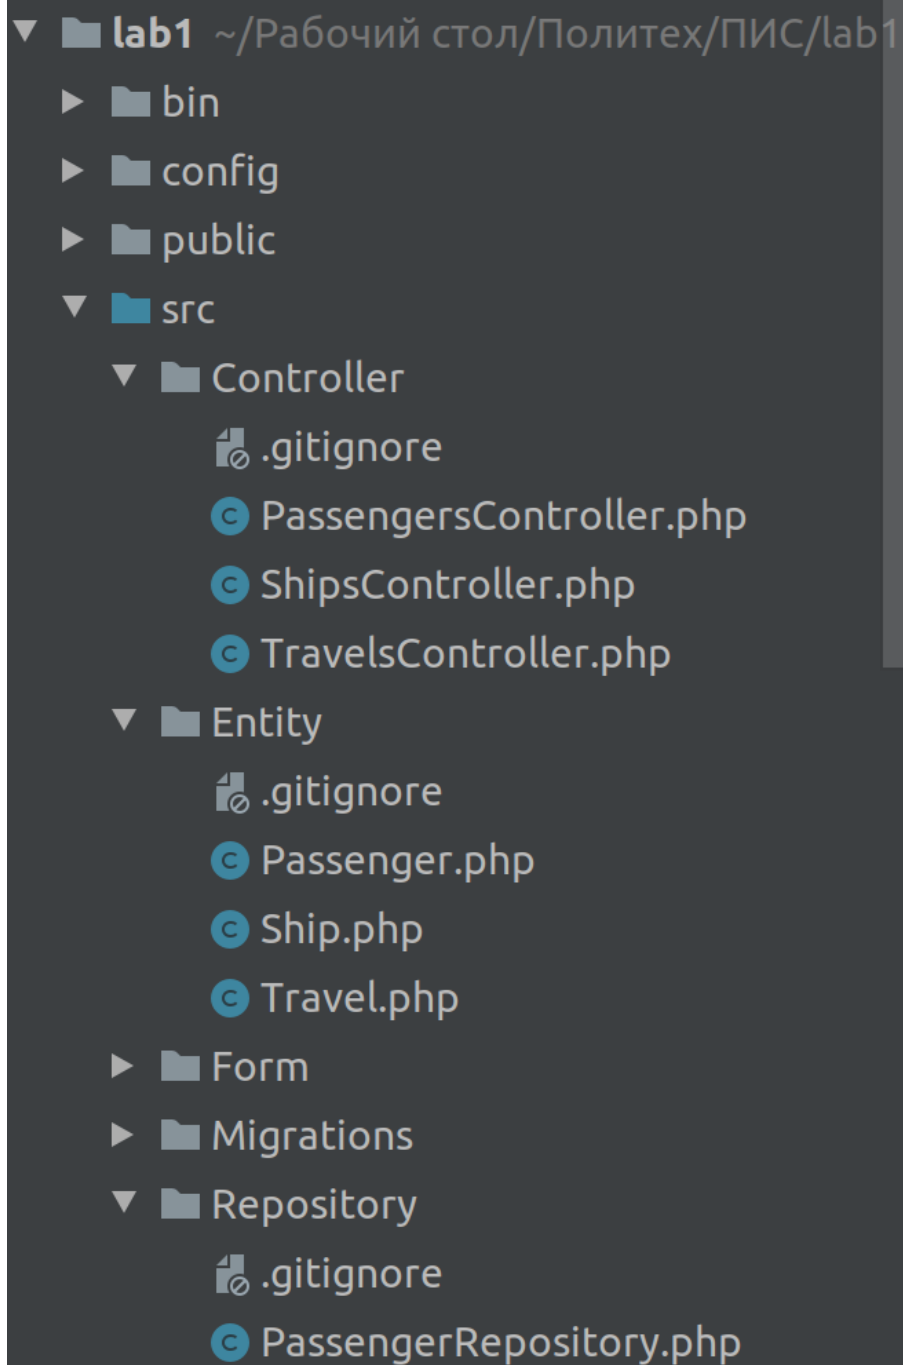 lab1 ~/Рабочий стол/Политех/ПИС/lab1
bin
config
public
src
Controller
.gitignore
PassengersController.php
ShipsController.php
TravelsController.php
Entity
.gitignore
Passenger.php
Ship.php
Travel.php
Form
Migrations
Repository
.gitignore
PassengerRepository.php